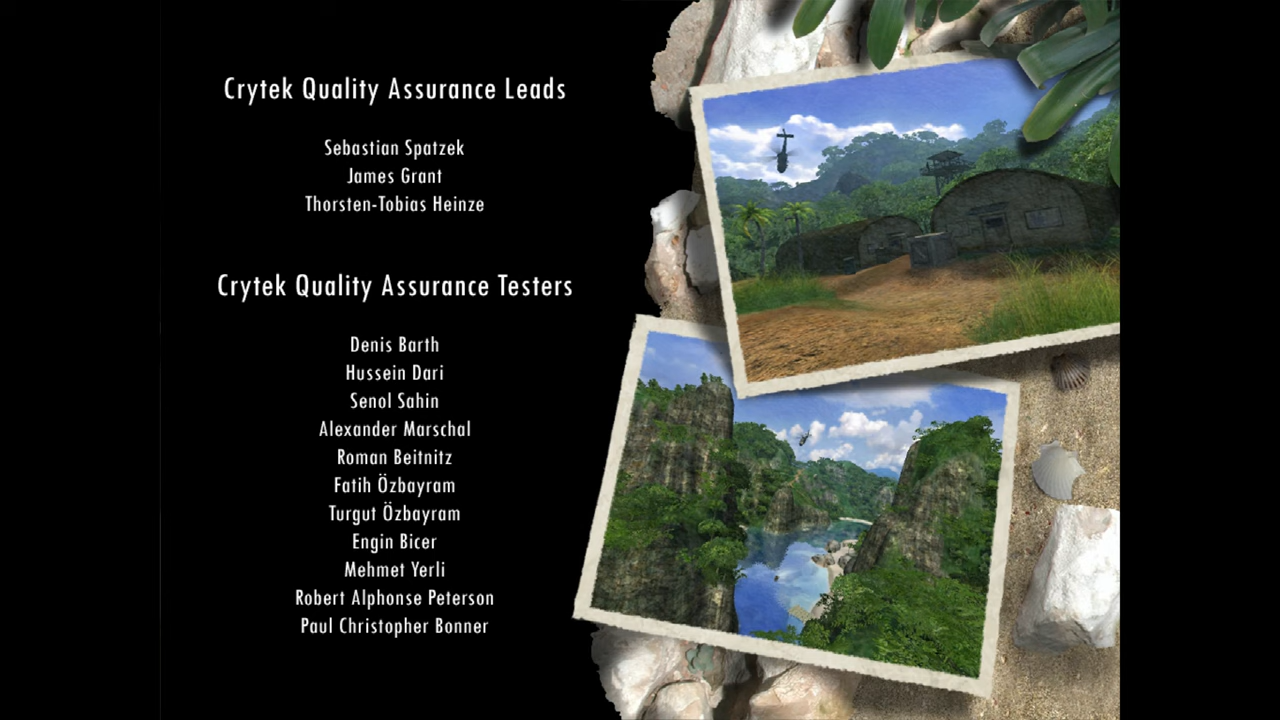 Crytek Quality Assurance Leads
Sebastian Spatzek
James Grant
Thorsten-Tobias Heinze
Crytek Quality Assurance Testers
Denis Barth
Hussein Dari
Senol Sahin
Alexander Marschal
Roman Beitnitz
Fatih Özbayram
Turgut Özbayram
Engin Bicer
Mehmet Yerli
Robert Alphonse Peterson
Paul Christopher Bonner